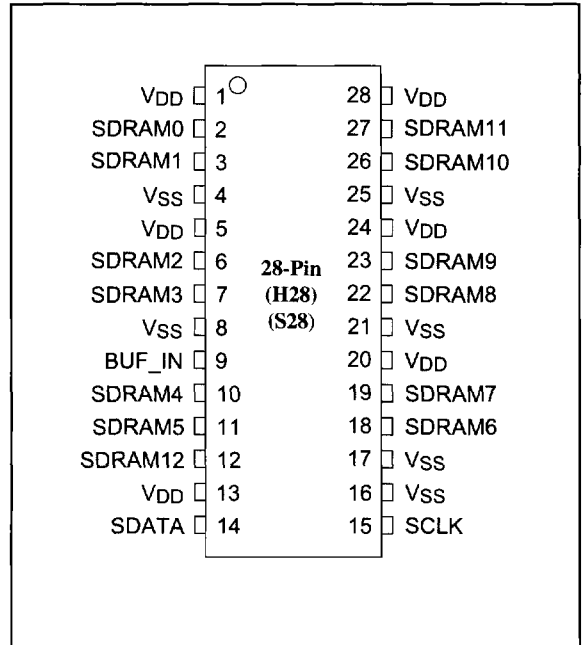 VDD 1 28 VDD
SDRAM0 2 27 SDRAM11
SDRAM1 3 26 SDRAM10
VSS 4 25 VSS
VDD 5 24 VDD
SDRAM2 6 23 SDRAM9
SDRAM3 7 22 SDRAM8
28-Pin
(H28)
(S28)
VSS 8 21 VSS
BUF_IN 9 20 VDD
SDRAM4 10 19 SDRAM7
SDRAM5 11 18 SDRAM6
SDRAM12 12 17 VSS
VDD 13 16 VSS
SDATA 14 15 SCLK